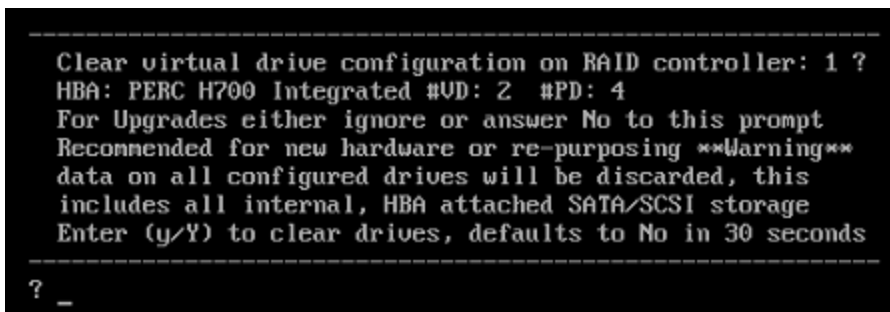 ------------------------------------------------------------
Clear virtual drive configuration on RAID controller: 1 ?
HBA: PERC H700 Integrated #VD: 2  #PD: 4
For Upgrades either ignore or answer No to this prompt
Recommended for new hardware or re-purposing **Warning**
data on all configured drives will be discarded, this
includes all internal, HBA attached SATA/SCSI storage
Enter (y/Y) to clear drives, defaults to No in 30 seconds
------------------------------------------------------------
? _